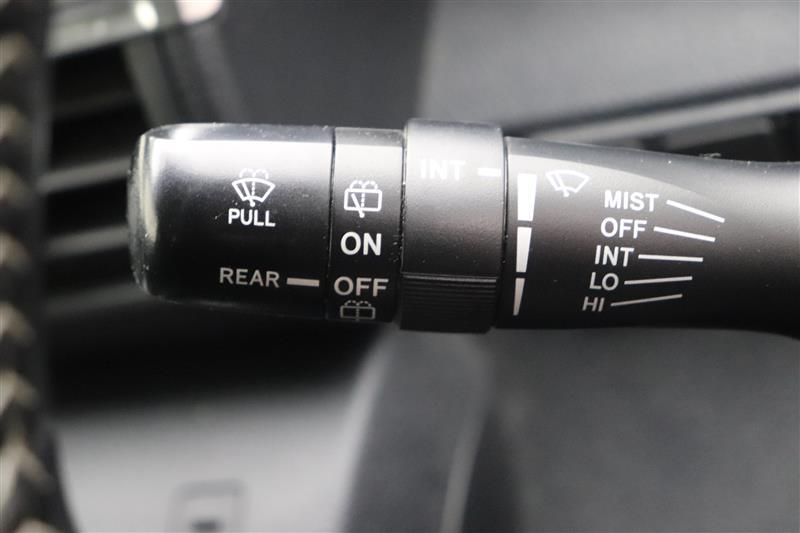 PULL
REAR
ON
OFF
INT
MIST
OFF
INT
LO
HI